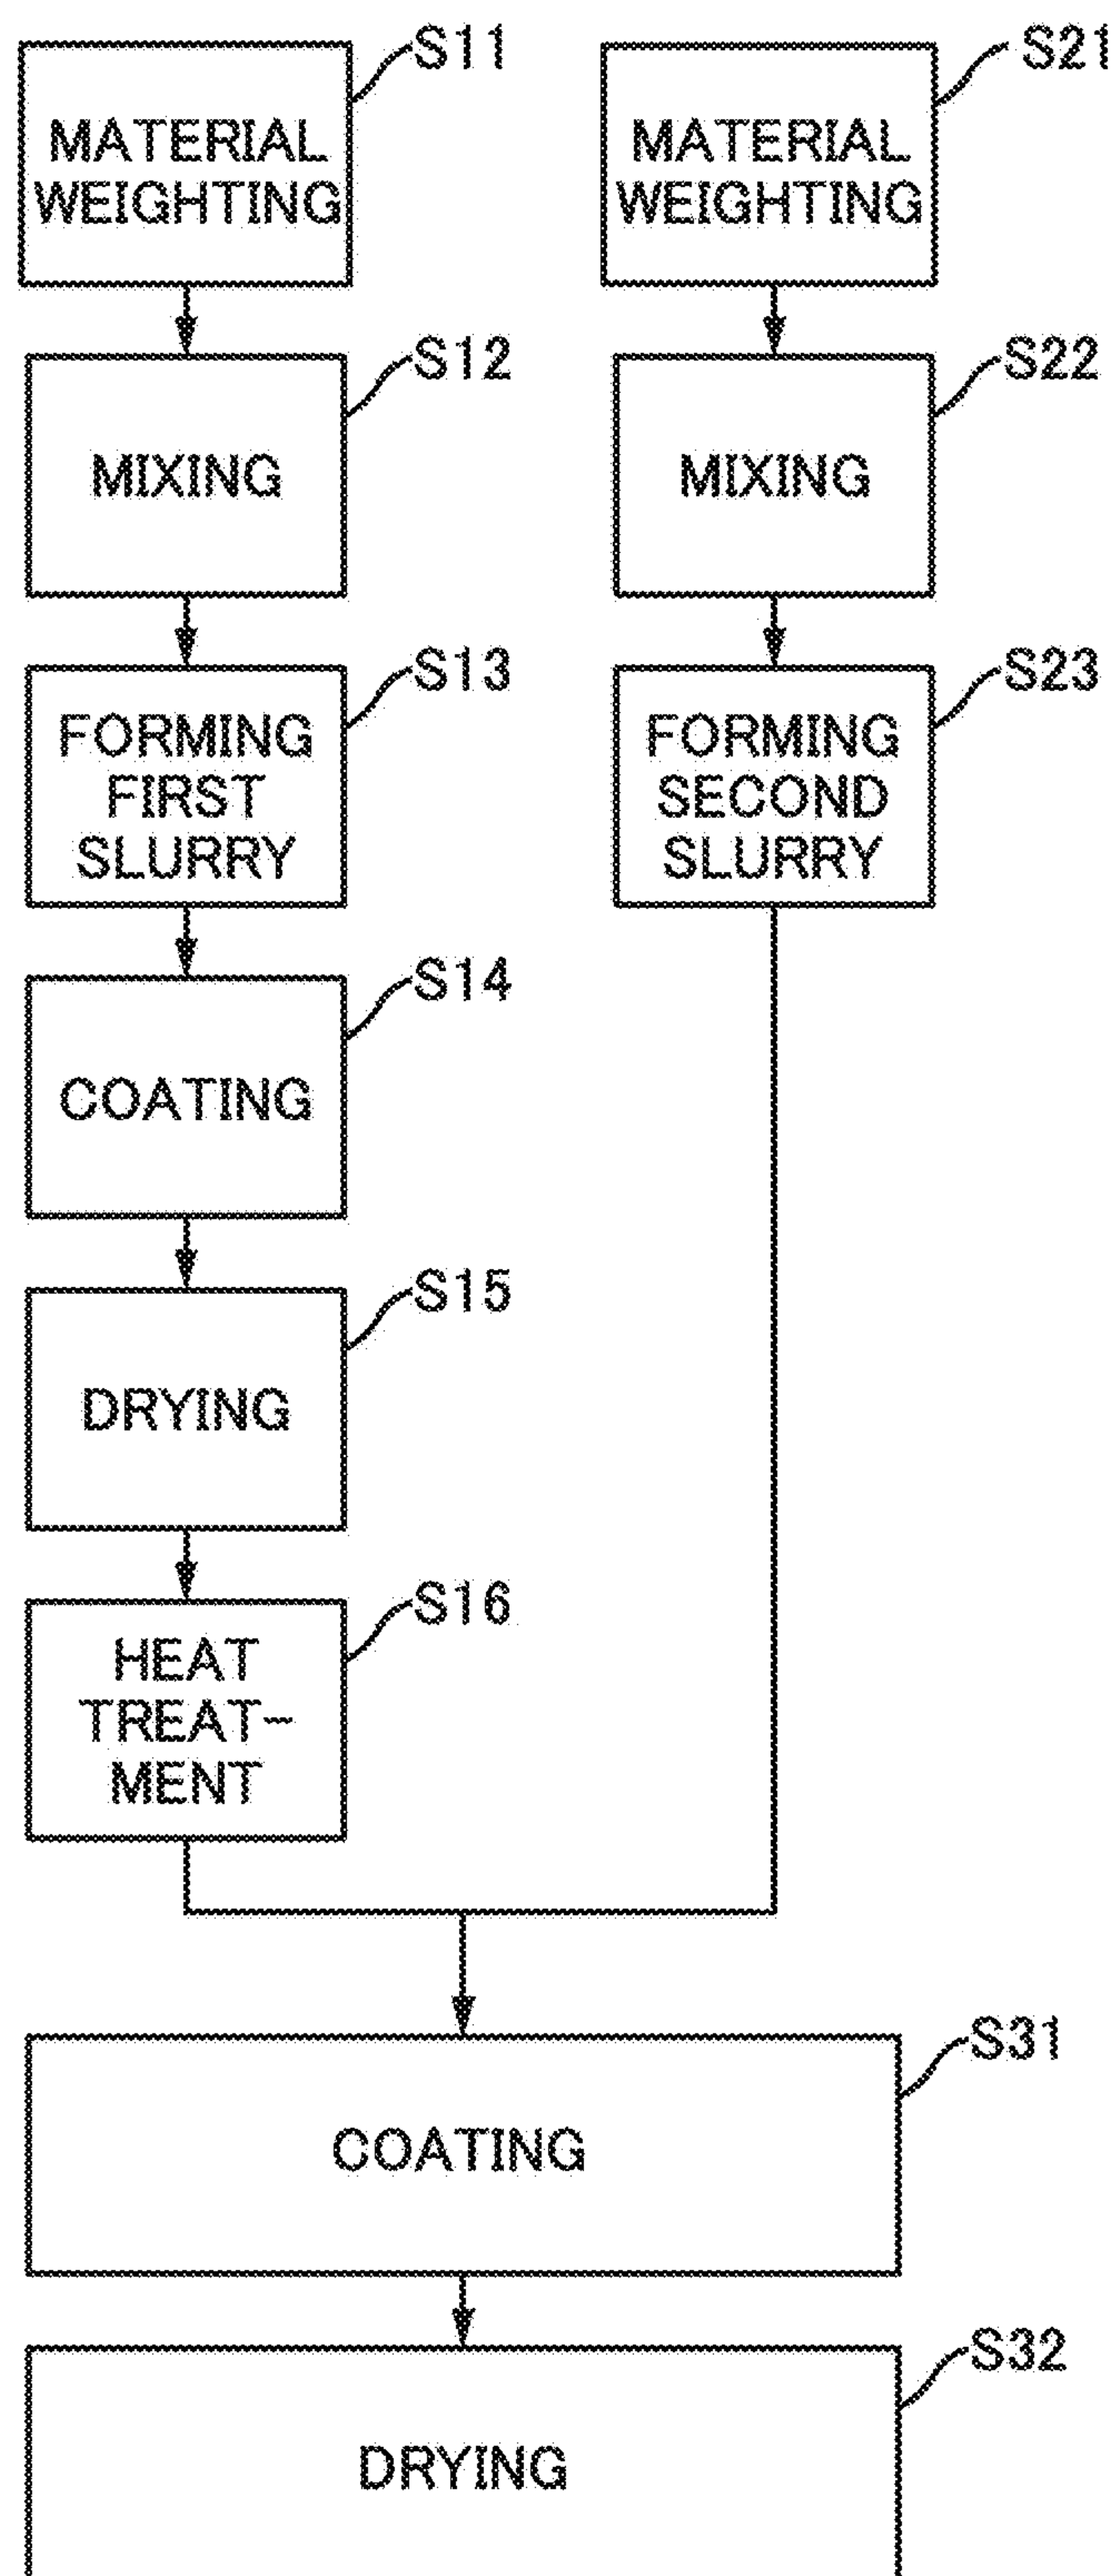 S11
MATERIAL
WEIGHTING
S21
MATERIAL
WEIGHTING
S12
MIXING
S22
MIXING
S13
FORMING
FIRST
SLURRY
S23
FORMING
SECOND
SLURRY
S14
COATING
S15
DRYING
S16
HEAT
TREAT-
MENT
S31
COATING
S32
DRYING